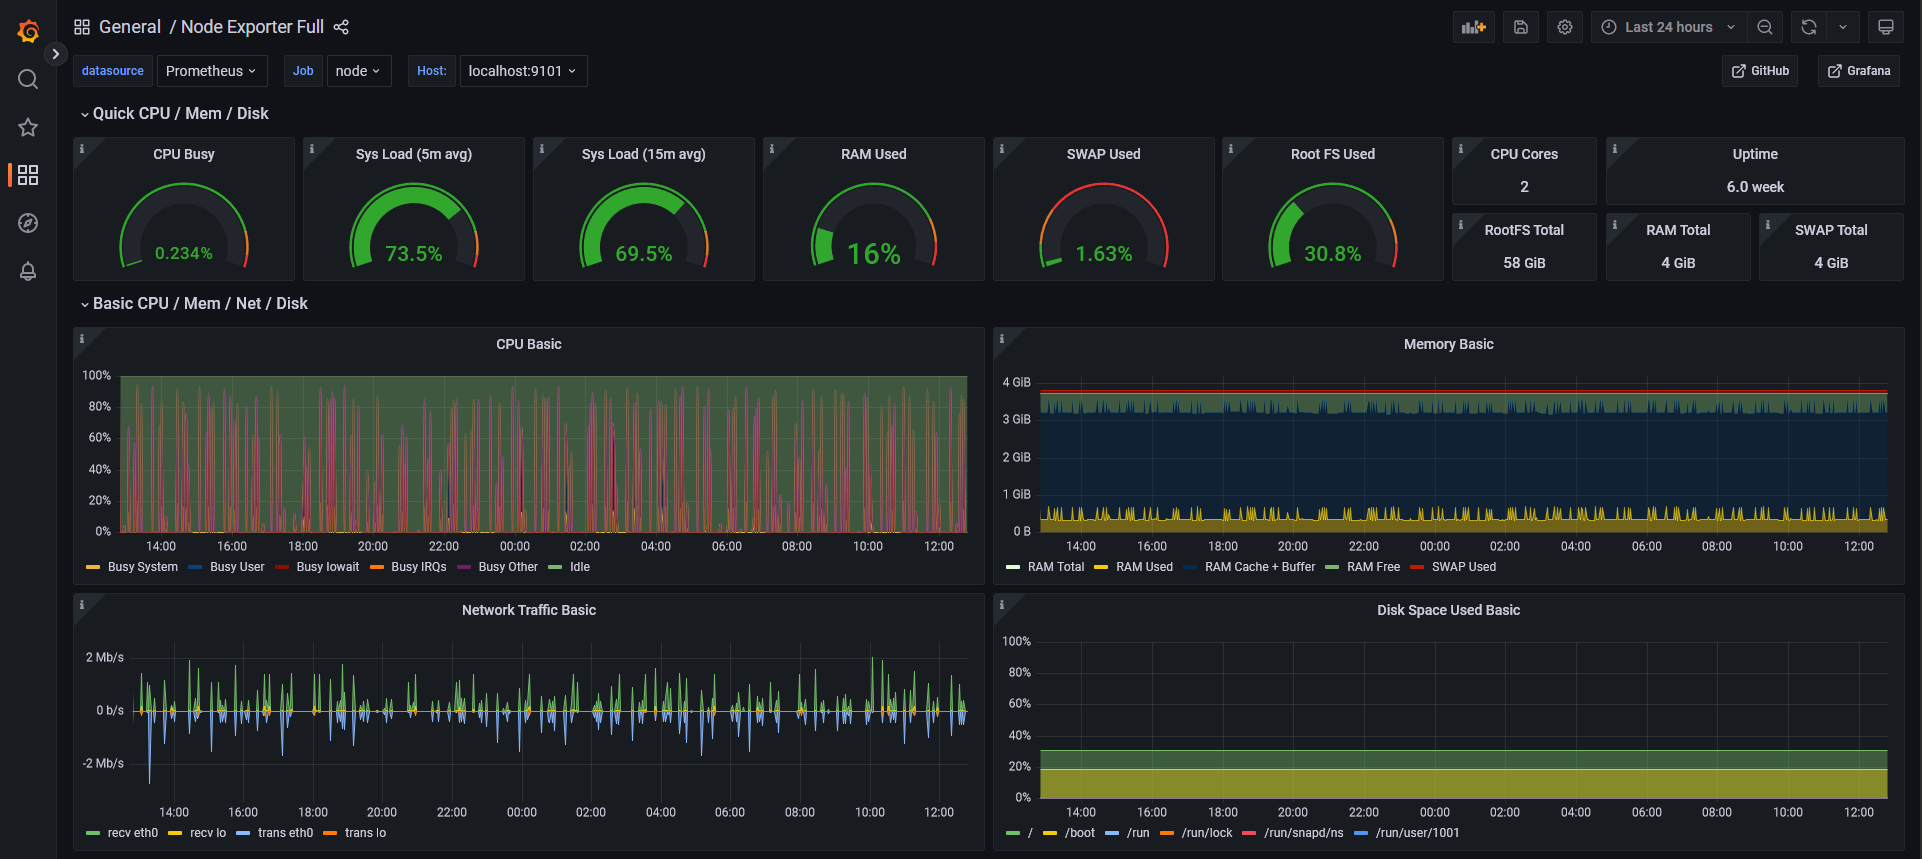 General / Node Exporter Full
Last 24 hours
datasource Prometheus Job node Host: localhost:9101
GitHub Grafana
Quick CPU / Mem / Disk
CPU Busy
0.234%
Sys Load (5m avg)
73.5%
Sys Load (15m avg)
69.5%
RAM Used
16%
SWAP Used
1.63%
Root FS Used
30.8%
CPU Cores
2
Uptime
6.0 week
RootFS Total
58 GiB
RAM Total
4 GiB
SWAP Total
4 GiB
Basic CPU / Mem / Net / Disk
CPU Basic
100%
80%
60%
40%
20%
0%
14:00 16:00 18:00 20:00 22:00 00:00 02:00 04:00 06:00 08:00 10:00 12:00
Busy System Busy User Busy Iowait Busy IRQs Busy Other Idle
Memory Basic
4 GiB
3 GiB
2 GiB
1 GiB
0 B
14:00 16:00 18:00 20:00 22:00 00:00 02:00 04:00 06:00 08:00 10:00 12:00
RAM Total RAM Used RAM Cache + Buffer RAM Free SWAP Used
Network Traffic Basic
2 Mb/s
0 b/s
-2 Mb/s
14:00 16:00 18:00 20:00 22:00 00:00 02:00 04:00 06:00 08:00 10:00 12:00
recv eth0 recv lo trans eth0 trans lo
Disk Space Used Basic
100%
80%
60%
40%
20%
0%
14:00 16:00 18:00 20:00 22:00 00:00 02:00 04:00 06:00 08:00 10:00 12:00
/ /boot /run /run/lock /run/snapd/ns /run/user/1001